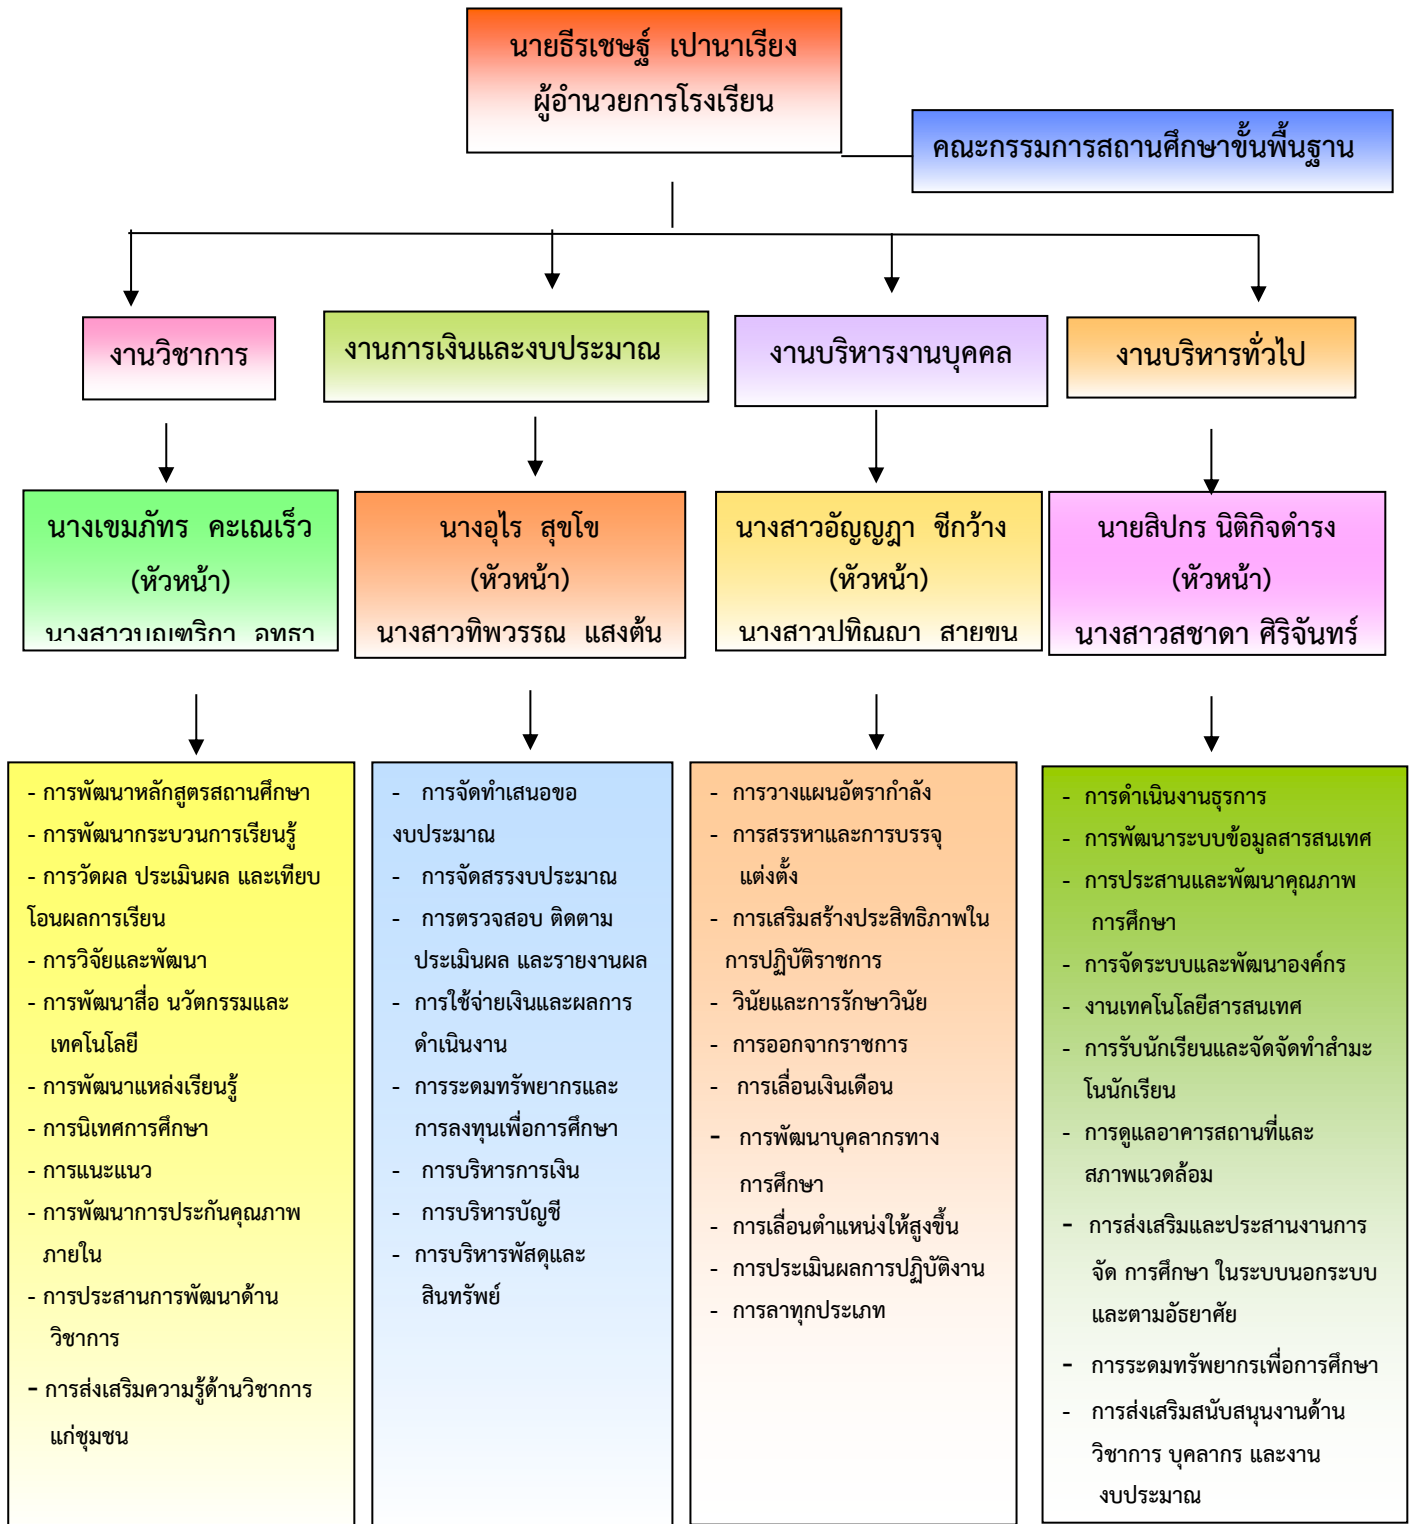 นายธีรเชษฐ์ เปานาเรียง
ผู้อำนวยการโรงเรียน
คณะกรรมการสถานศึกษาขั้นพื้นฐาน
งานวิชาการ
งานการเงินและงบประมาณ
งานบริหารงานบุคคล
งานบริหารทั่วไป
นางเขมภัทร คะเณเร็ว
(หัวหน้า)
นางสาวบุณฑริกา
นางอุไร สุขโข
(หัวหน้า)
นางสาวทิพวรรณ แสงต้น
นางสาวอัญญฎา ชีกว้าง
(หัวหน้า)
นางสาวปทิณญา
นายสิปกร นิติกิจดำรง
(หัวหน้า)
ศิริจันทร์
- การพัฒนาหลักสูตรสถานศึกษา
- การพัฒนากระบวนการเรียนรู้
- การวัดผล ประเมินผล และเทียบ
โอนผลการเรียน
- การวิจัยและพัฒนา
- การพัฒนาสื่อ นวัตกรรมและ
เทคโนโลยี
- การพัฒนาแหล่งเรียนรู้
- การนิเทศการศึกษา
- การแนะแนว
- การพัฒนาการประกันคุณภาพ
ภายใน
- การประสานการพัฒนาด้าน
วิชาการ
- การส่งเสริมความรู้ด้านวิชาการ
แก่ชุมชน
- การจัดทำเสนอขอ
งบประมาณ
- การจัดสรรงบประมาณ
- การตรวจสอบ ติดตาม
ประเมินผล และรายงานผล
- การใช้จ่ายเงินและผลการ
ดำเนินงาน
- การระดมทรัพยากรและ
การลงทุนเพื่อการศึกษา
- การบริหารการเงิน
- การบริหารบัญชี
- การบริหารพัสดุและ
สินทรัพย์
- การวางแผนอัตรากำลัง
- การสรรหาและการบรรจุ
แต่งตั้ง
- การเสริมสร้างประสิทธิภาพใน
การปฏิบัติราชการ
- วินัยและการรักษาวินัย
- การออกจากราชการ
- การเลื่อนเงินเดือน
- การพัฒนาบุคลากรทาง
การศึกษา
- การเลื่อนตำแหน่งให้สูงขึ้น
- การประเมินผลการปฏิบัติงาน
- การลาทุกประเภท
- การดำเนินงานธุรการ
- การพัฒนาระบบข้อมูลสารสนเทศ
- การประสานและพัฒนาคุณภาพ
การศึกษา
- การจัดระบบและพัฒนาองค์กร
- งานเทคโนโลยีสารสนเทศ
- การรับนักเรียนและจัดจัดทำสำมะ
โนนักเรียน
- การดูแลอาคารสถานที่และ
สภาพแวดล้อม
- การส่งเสริมและประสานงานการ
จัด การศึกษา ในระบบนอกระบบ
และตามอัธยาศัย
- การระดมทรัพยากรเพื่อการศึกษา
- การส่งเสริมสนับสนุนงานด้าน
วิชาการ บุคลากร และงาน
งบประมาณ